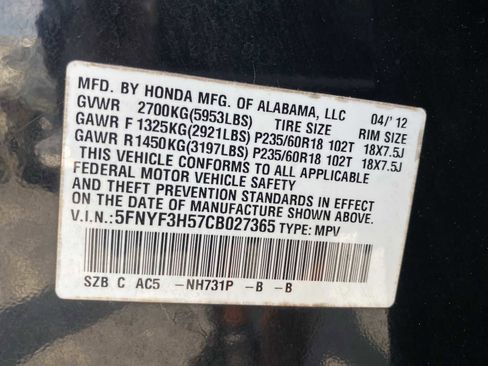 MFD. BY HONDA MFG. OF ALABAMA, LLC 04/'12
GVWR 2700KG(5953LBS) TIRE SIZE RIM SIZE
GAWR F 1325KG(2921LBS) P235/60R18 102T 18X7.5J
GAWR R1450KG(3197LBS) P235/60R18 102T 18X7.5J
THIS VEHICLE CONFORMS TO ALL APPLICABLE
FEDERAL MOTOR VEHICLE SAFETY
AND THEFT PREVENTION STANDARDS IN EFFECT
ON THE DATE OF MANUFACTURE SHOWN ABOVE.
V.I.N.:5FNYF3H57CB027365 TYPE: MPV
SZB C AC5 -NH731P -B -B